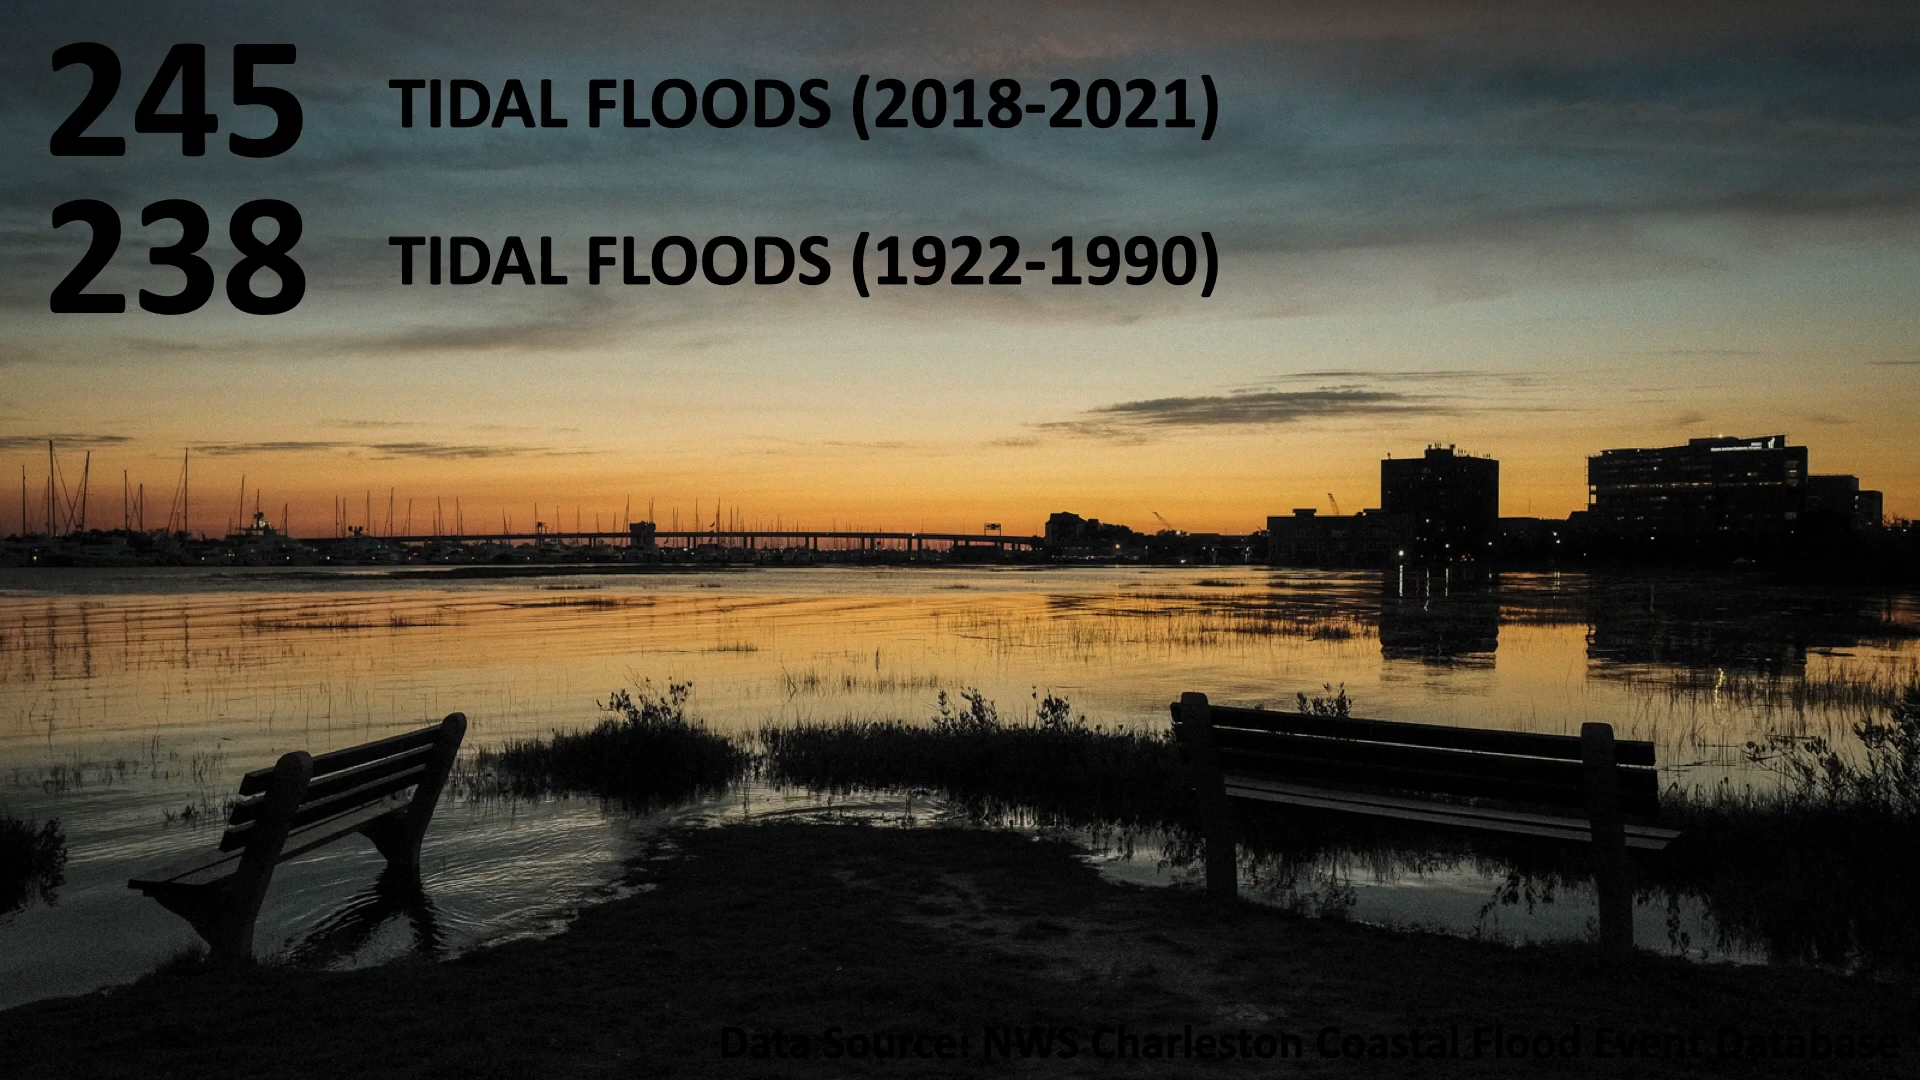 245 TIDAL FLOODS (2018-2021)
238 TIDAL FLOODS (1922-1990)
Data Source: NWS Charleston Coastal Flood Event Database